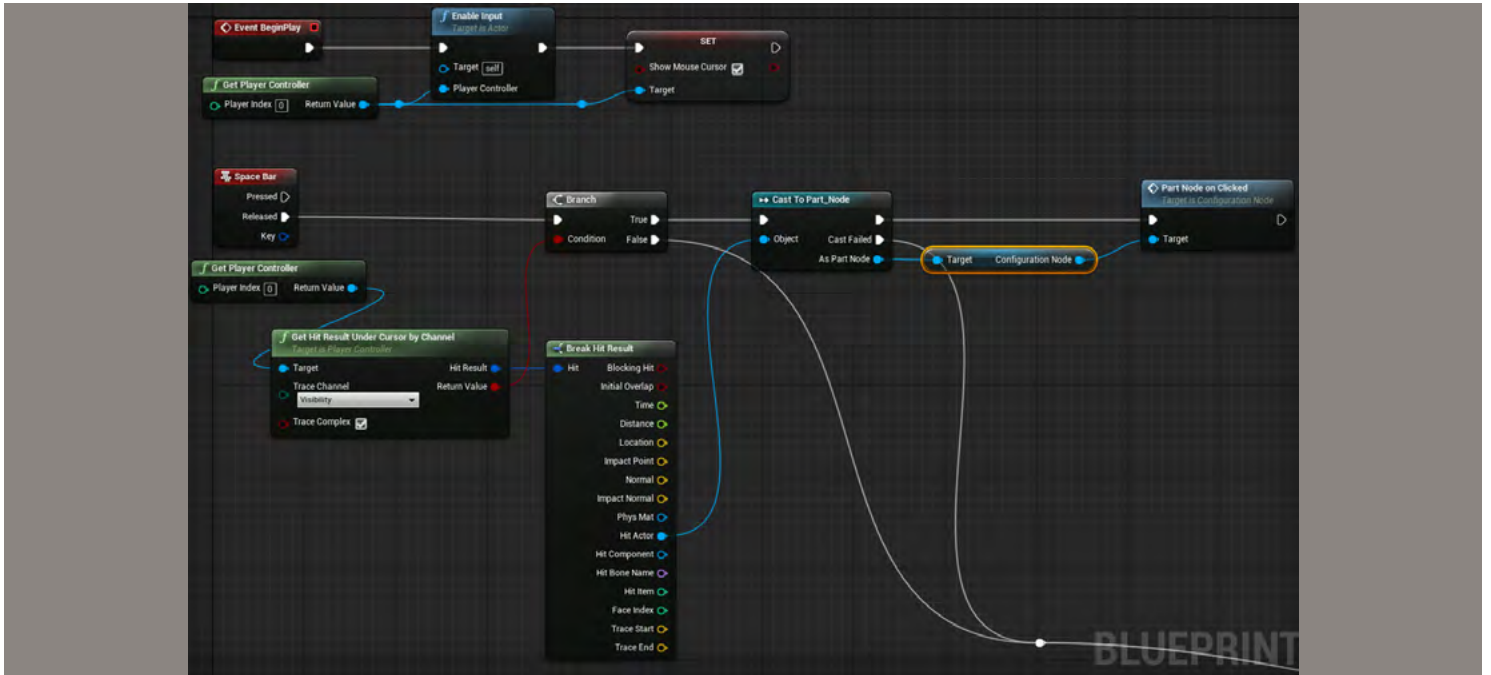 Event BeginPlay
Enable Input
Target is Actor
Target self
Player Controller
SET
Show Mouse Cursor
Target
Get Player Controller
Player Index 0 Return Value
Space Bar
Pressed
Released
Key
Branch
True
Condition False
Cast To Part_Node
Object Cast Failed
As Part Node
Target Configuration Node
Part Node on Clicked
Target is Configuration Node
Target
Get Player Controller
Player Index 0 Return Value
Get Hit Result Under Cursor by Channel
Target is Player Controller
Target Hit Result
Trace Channel Return Value
Visibility
Trace Complex
Break Hit Result
Hit Blocking Hit
Initial Overlap
Time
Distance
Location
Impact Point
Normal
Impact Normal
Phys Mat
Hit Actor
Hit Component
Hit Bone Name
Hit Item
Face Index
Trace Start
Trace End
BLUEPRINT